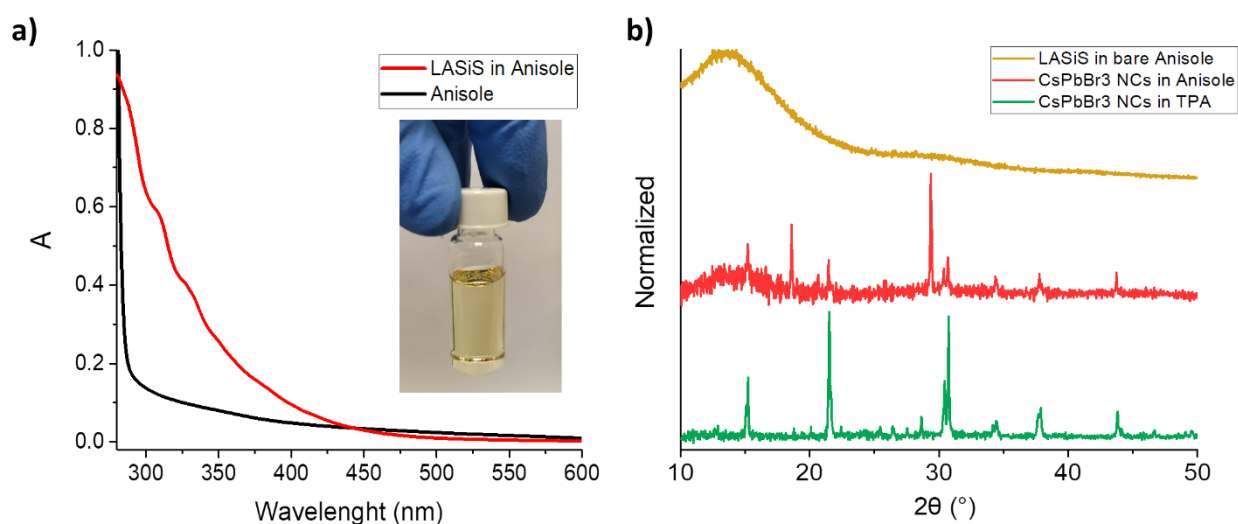 a)
LASiS in Anisole
Anisole
A
1.0
0.8
0.6
0.4
0.2
0.0
300 350 400 450 500 550 600
Wavelenght (nm)
b)
LASiS in bare Anisole
CsPbBr3 NCs in Anisole
CsPbBr3 NCs in TPA
Normalized
10 20 30 40 50
2θ (°)